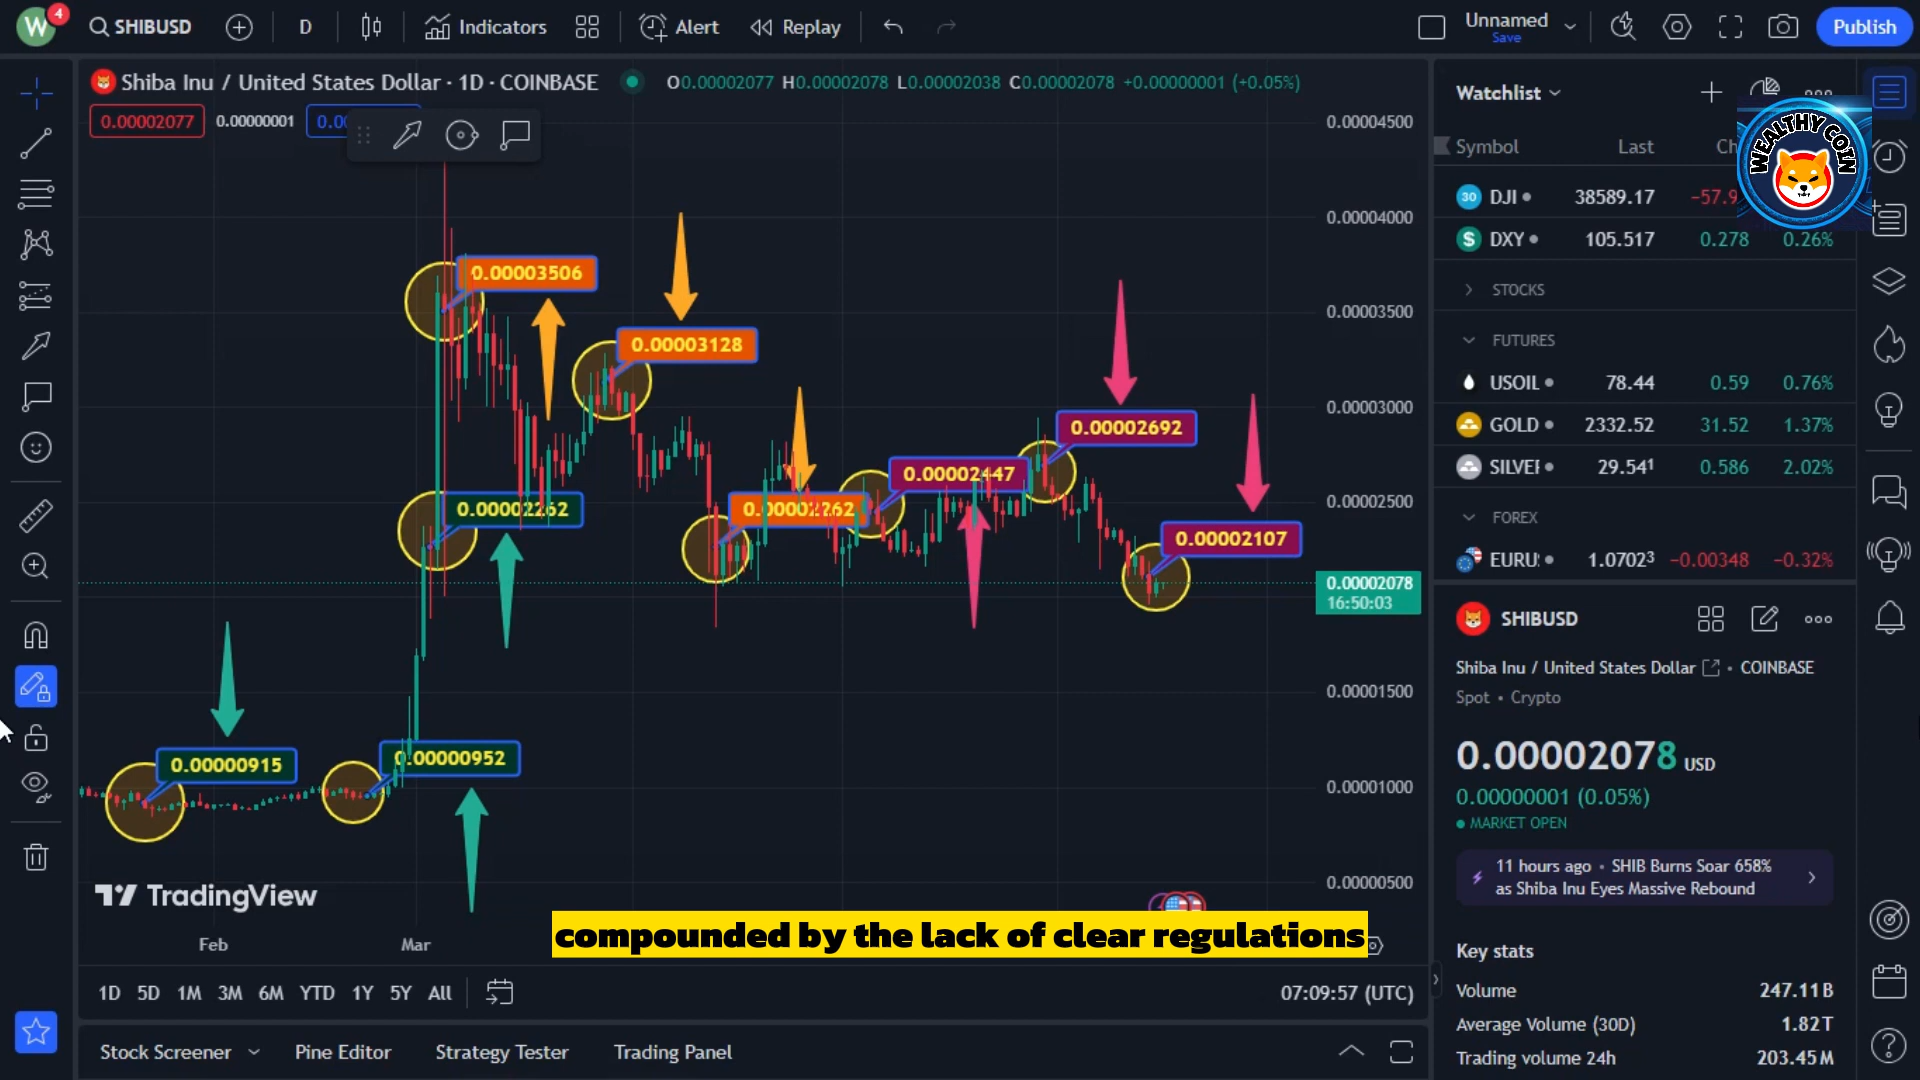 W 4 SHIBUSD D Indicators Alert Replay Unnamed Save Publish
Shiba Inu / United States Dollar · 1D · COINBASE O0.00002077 H0.00002078 L0.00002038 C0.00002078 +0.00000001 (+0.05%)
0.00002077 0.00000001
0.00004500
0.00004000
0.00003500
0.00003000
0.00002500
0.00002078
16:50:03
0.00001500
0.00001000
0.00000500
0.00003506
0.00003128
0.00002692
0.00002447
0.00002262
0.00002262
0.00002107
0.00000915
0.00000952
TradingView
Feb Mar
compounded by the lack of clear regulations
1D 5D 1M 3M 6M YTD 1Y 5Y All 07:09:57 (UTC)
Stock Screener Pine Editor Strategy Tester Trading Panel
Watchlist
WEALTHY COIN
Symbol Last
30 DJI 38589.17
$ DXY 105.517 0.278 0.26%
STOCKS
FUTURES
USOIL 78.44 0.59 0.76%
GOLD 2332.52 31.52 1.37%
SILVER 29.541 0.586 2.02%
FOREX
EURU 1.07023 −0.00348 −0.32%
SHIBUSD
Shiba Inu / United States Dollar • COINBASE
Spot • Crypto
0.00002078 USD
0.00000001 (0.05%)
MARKET OPEN
11 hours ago • SHIB Burns Soar 658%
as Shiba Inu Eyes Massive Rebound
Key stats
Volume 247.11B
Average Volume (30D) 1.82T
Trading volume 24h 203.45M